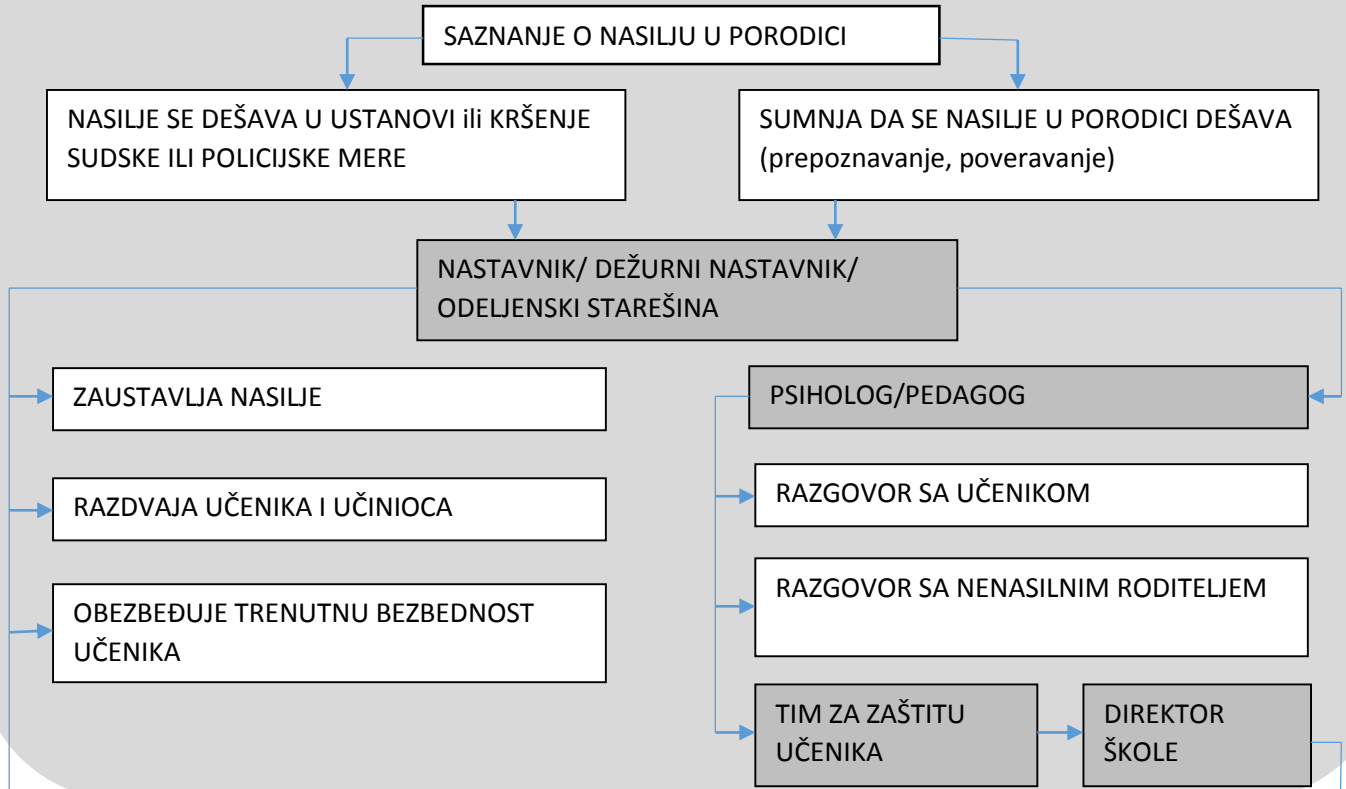 SAZNANJE O NASILJU U PORODICI
NASILJE SE DEŠAVA U USTANOVI ili KRŠENJE
SUDSKE ILI POLICIJSKE MERE
SUMNJA DA SE NASILJE U PORODICI DEŠAVA
(prepoznavanje, poveravanje)
NASTAVNIK/ DEŽURNI NASTAVNIK/
ODELJENSKI STAREŠINA
ZAUSTAVLJA NASILJE
RAZDVAJA UČENIKA I UČINIOCA
OBEZBEĐUJE TRENUTNU BEZBEDNOST
UČENIKA
PSIHOLOG/PEDAGOG
RAZGOVOR SA UČENIKOM
RAZGOVOR SA NENASILNIM RODITELJEM
TIM ZA ZAŠTITU
UČENIKA
DIREKTOR
ŠKOLE